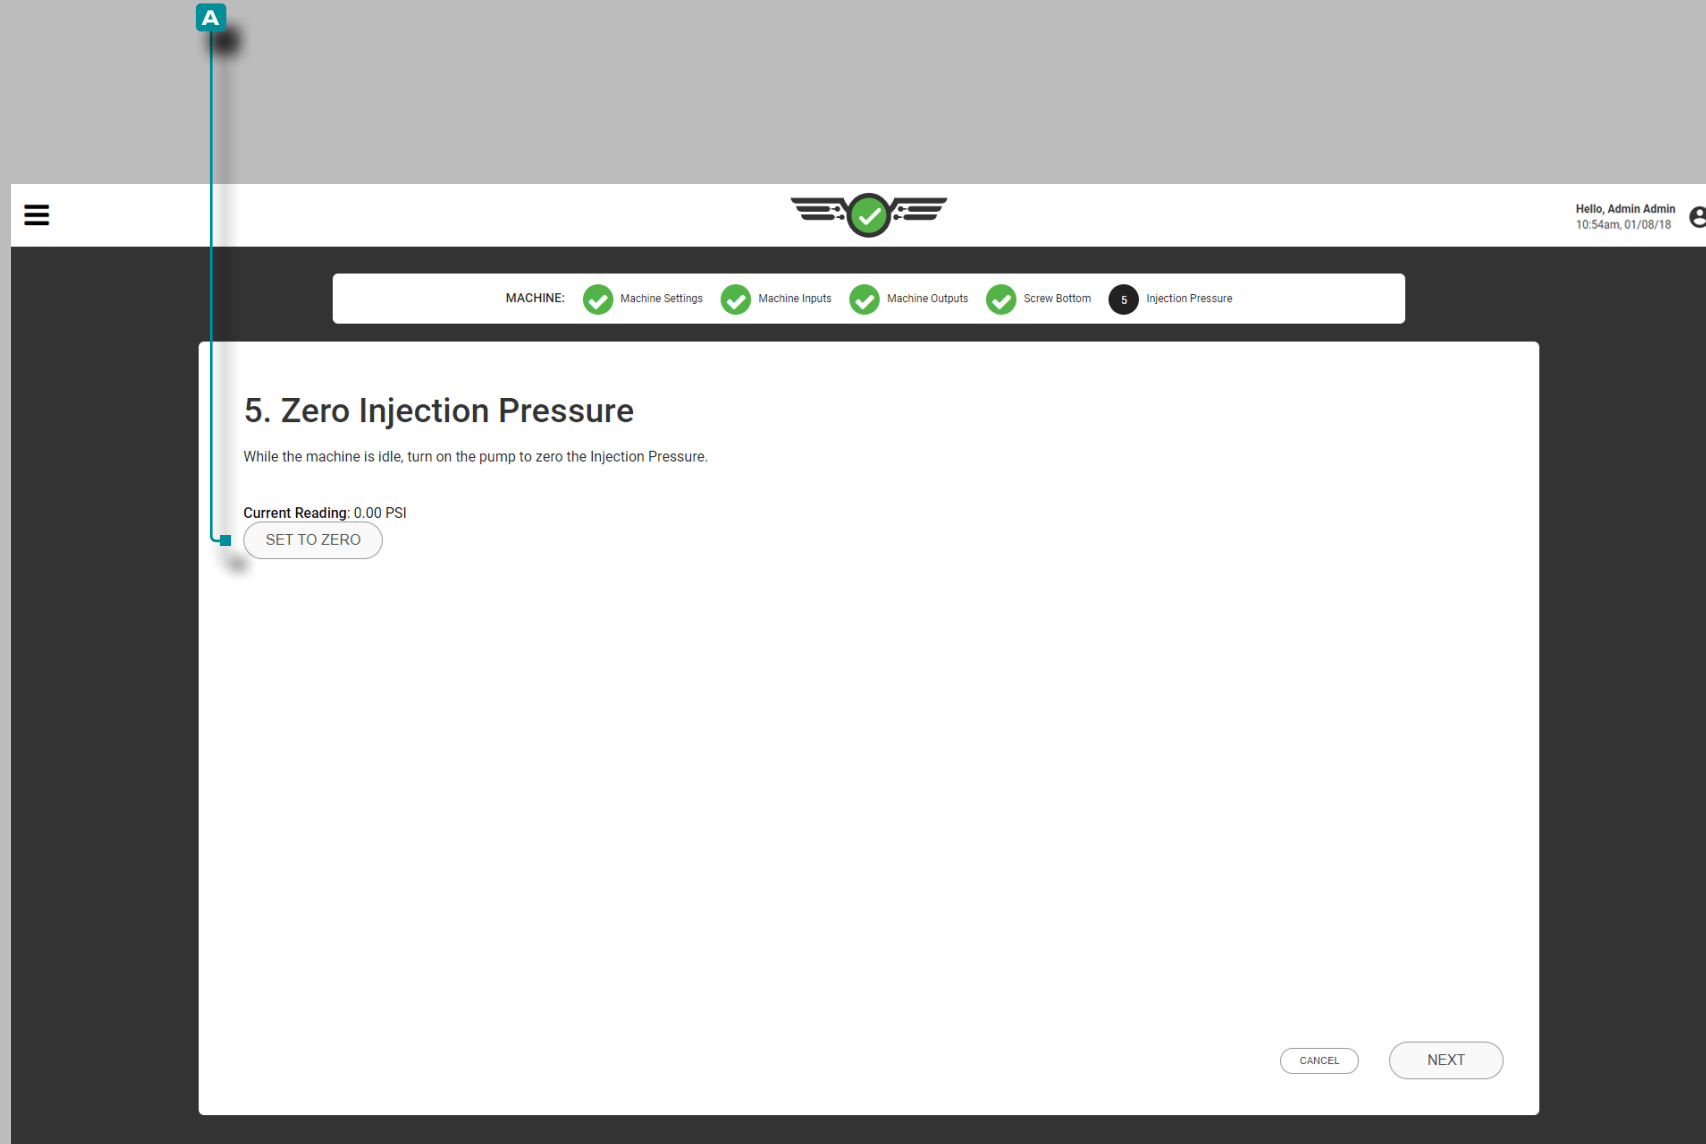 A
Hello, Admin Admin
10:54am, 01/08/18
MACHINE: Machine Settings Machine Inputs Machine Outputs Screw Bottom 5 Injection Pressure
5. Zero Injection Pressure
While the machine is idle, turn on the pump to zero the Injection Pressure.
Current Reading: 0.00 PSI
SET TO ZERO
CANCEL NEXT